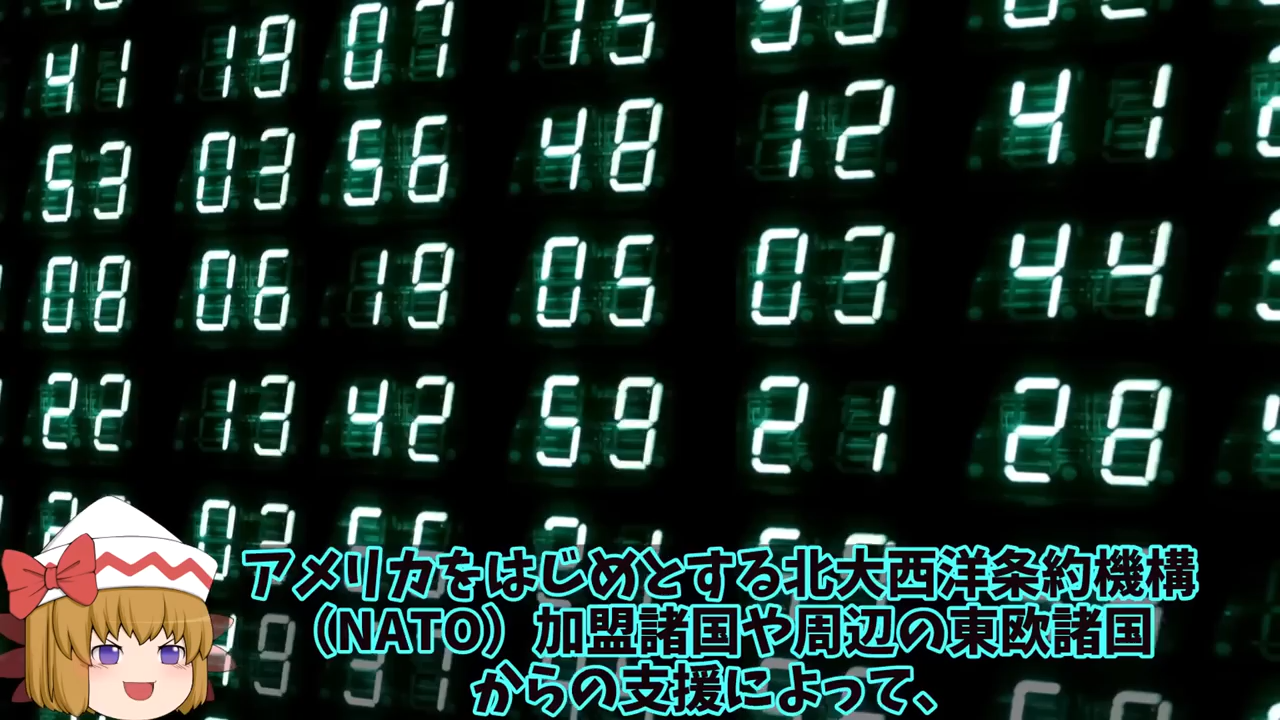 41 19 07 15 53
53 03 56 48 12 41
08 06 19 05 03 44
22 13 42 59 21 28
アメリカをはじめとする北大西洋条約機構
（NATO）加盟諸国や周辺の東欧諸国
からの支援によって、